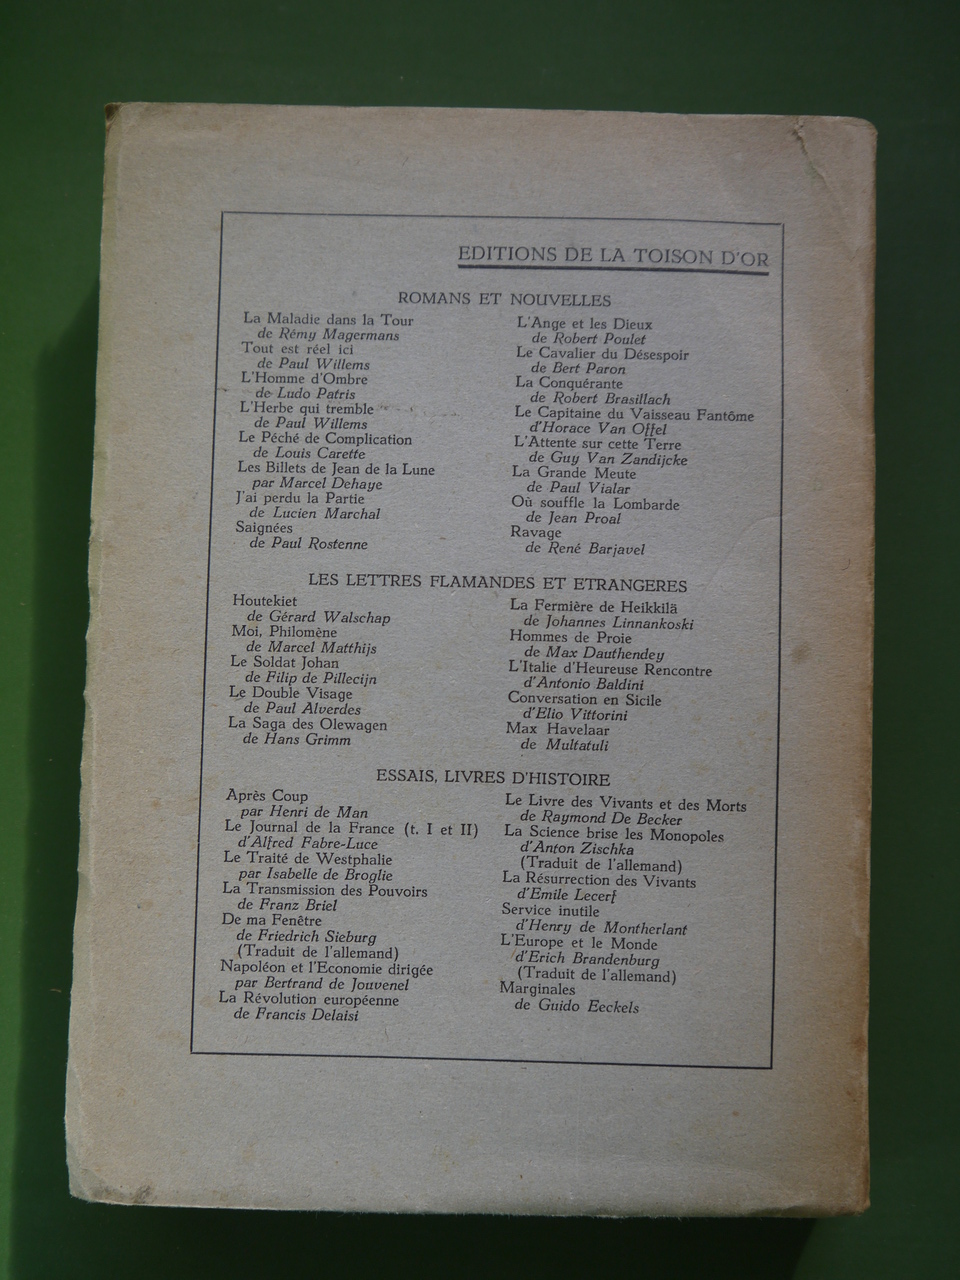 EDITIONS DE LA TOISON D'OR
ROMANS ET NOUVELLES
La Maladie dans la Tour
de Rémy Magermans
Tout est réel ici
de Paul Willems
L'Homme d'Ombre
de Ludo Patris
L'Herbe qui tremble
de Paul Willems
Le Péché de Complication
de Louis Carette
Les Billets de Jean de la Lune
par Marcel Dehaye
J'ai perdu la Partie
de Lucien Marchal
Saignées
de Paul Rostenne
L'Ange et les Dieux
de Robert Poulet
Le Cavalier du Désespoir
de Bert Paron
La Conquérante
de Robert Brasillach
Le Capitaine du Vaisseau Fantôme
d'Horace Van Offel
L'Attente sur cette Terre
de Guy Van Zandijcke
La Grande Meute
de Paul Vialar
Où souffle la Lombarde
de Jean Proal
Ravage
de René Barjavel
LES LETTRES FLAMANDES ET ETRANGERES
Houtekiet
de Gérard Walschap
Moi, Philomène
de Marcel Matthijs
Le Soldat Johan
de Filip de Pillecijn
Le Double Visage
de Paul Alverdes
La Saga des Olewagen
de Hans Grimm
La Fermière de Heikkilä
de Johannes Linnankoski
Hommes de Proie
de Max Dauthendey
L'Italie d'Heureuse Rencontre
d'Antonio Baldini
Conversation en Sicile
d'Elio Vittorini
Max Havelaar
de Multatuli
ESSAIS, LIVRES D'HISTOIRE
Après Coup
par Henri de Man
Le Journal de la France (t. I et II)
d'Alfred Fabre-Luce
Le Traité de Westphalie
par Isabelle de Broglie
La Transmission des Pouvoirs
de Franz Briel
De ma Fenêtre
de Friedrich Sieburg
(Traduit de l'allemand)
Napoléon et l'Economie dirigée
par Bertrand de Jouvenel
La Révolution européenne
de Francis Delaisi
Le Livre des Vivants et des Morts
de Raymond De Becker
La Science brise les Monopoles
d'Anton Zischka
(Traduit de l'allemand)
La Résurrection des Vivants
d'Emile Lecerf
Service inutile
d'Henry de Montherlant
L'Europe et le Monde
d'Erich Brandenburg
(Traduit de l'allemand)
Marginales
de Guido Eeckels